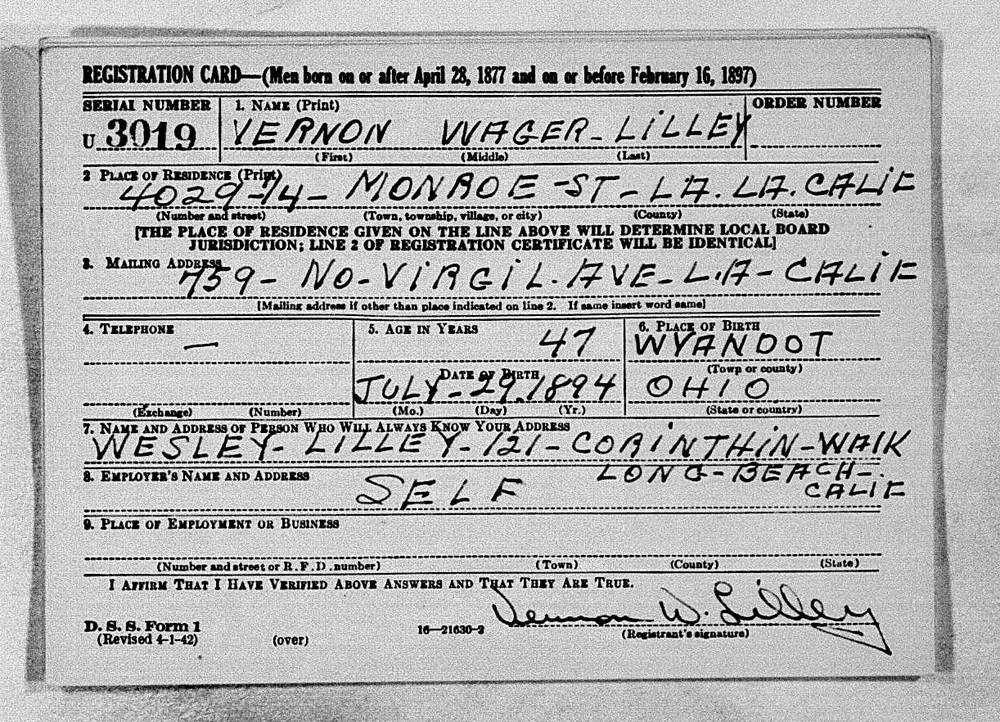 REGISTRATION CARD—(Men born on or after April 28, 1877 and on or before February 16, 1897)
SERIAL NUMBER 1. NAME (Print) ORDER NUMBER
U 3019 VERNON WAGER-LILLEY
(First) (Middle) (Last)
2 PLACE OF RESIDENCE (Print)
4029-1/4- MONROE-ST-L.A. L.A. CALIF
(Number and street) (Town, township, village, or city) (County) (State)
[THE PLACE OF RESIDENCE GIVEN ON THE LINE ABOVE WILL DETERMINE LOCAL BOARD
JURISDICTION; LINE 2 OF REGISTRATION CERTIFICATE WILL BE IDENTICAL]
3. MAILING ADDRESS
759- NO-VIRGIL. AVE-L.A- CALIF
[Mailing address if other than place indicated on line 2. If same insert word same]
4. TELEPHONE 5. AGE IN YEARS 6. PLACE OF BIRTH
— 47 WYANDOT
DATE OF BIRTH (Town or county)
JULY-29.1894 OHIO
(Exchange) (Number) (Mo.) (Day) (Yr.) (State or country)
7. NAME AND ADDRESS OF PERSON WHO WILL ALWAYS KNOW YOUR ADDRESS
WESLEY- LILLEY-121-CORINTHIN-WALK
LONG-BEACH-
CALIF
8. EMPLOYER'S NAME AND ADDRESS
SELF
9. PLACE OF EMPLOYMENT OR BUSINESS
(Number and street or R. F. D. number) (Town) (County) (State)
I AFFIRM THAT I HAVE VERIFIED ABOVE ANSWERS AND THAT THEY ARE TRUE.
Vernon W. Lilley
D. S. S. Form 1 16—21630-2 (Registrant's signature)
(Revised 4-1-42) (over)